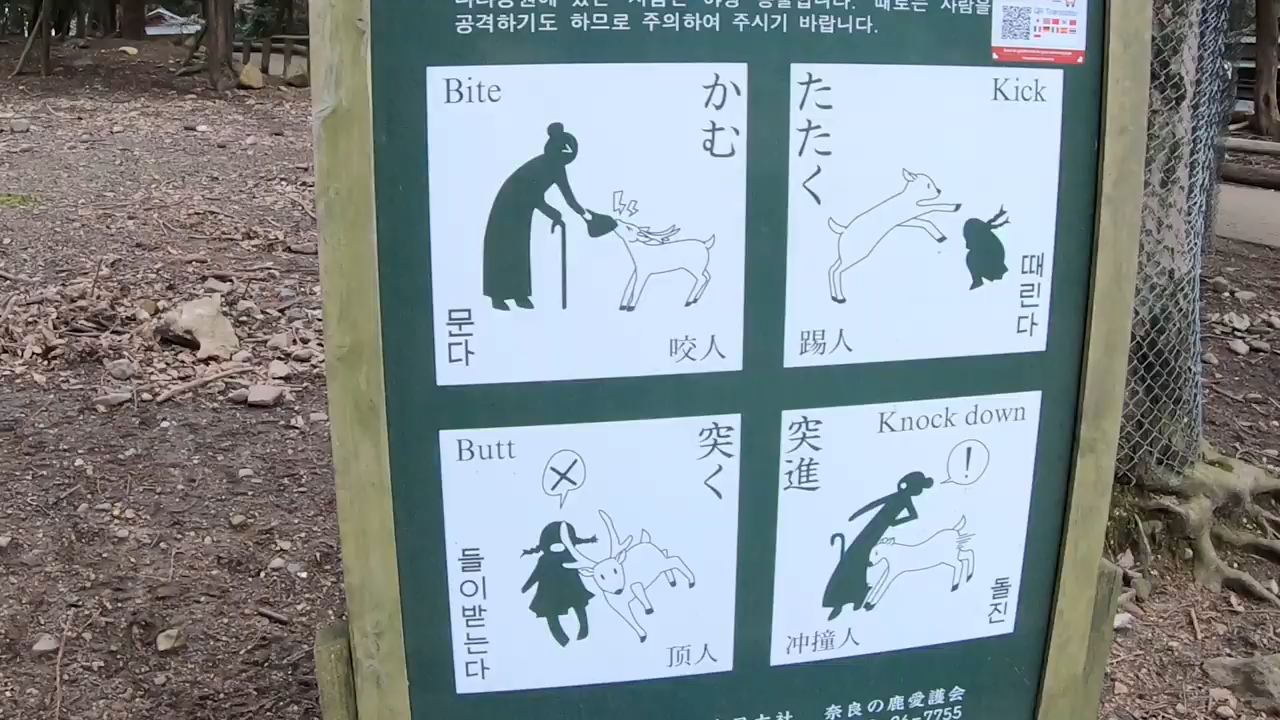 공격하기도 하므로 주의하여 주시기 바랍니다.
Bite
かむ
문다
咬人
たたく
Kick
때린다
踢人
Butt
突く
들이받는다
顶人
突進
Knock down
돌진
冲撞人
奈良の鹿愛護会
7755